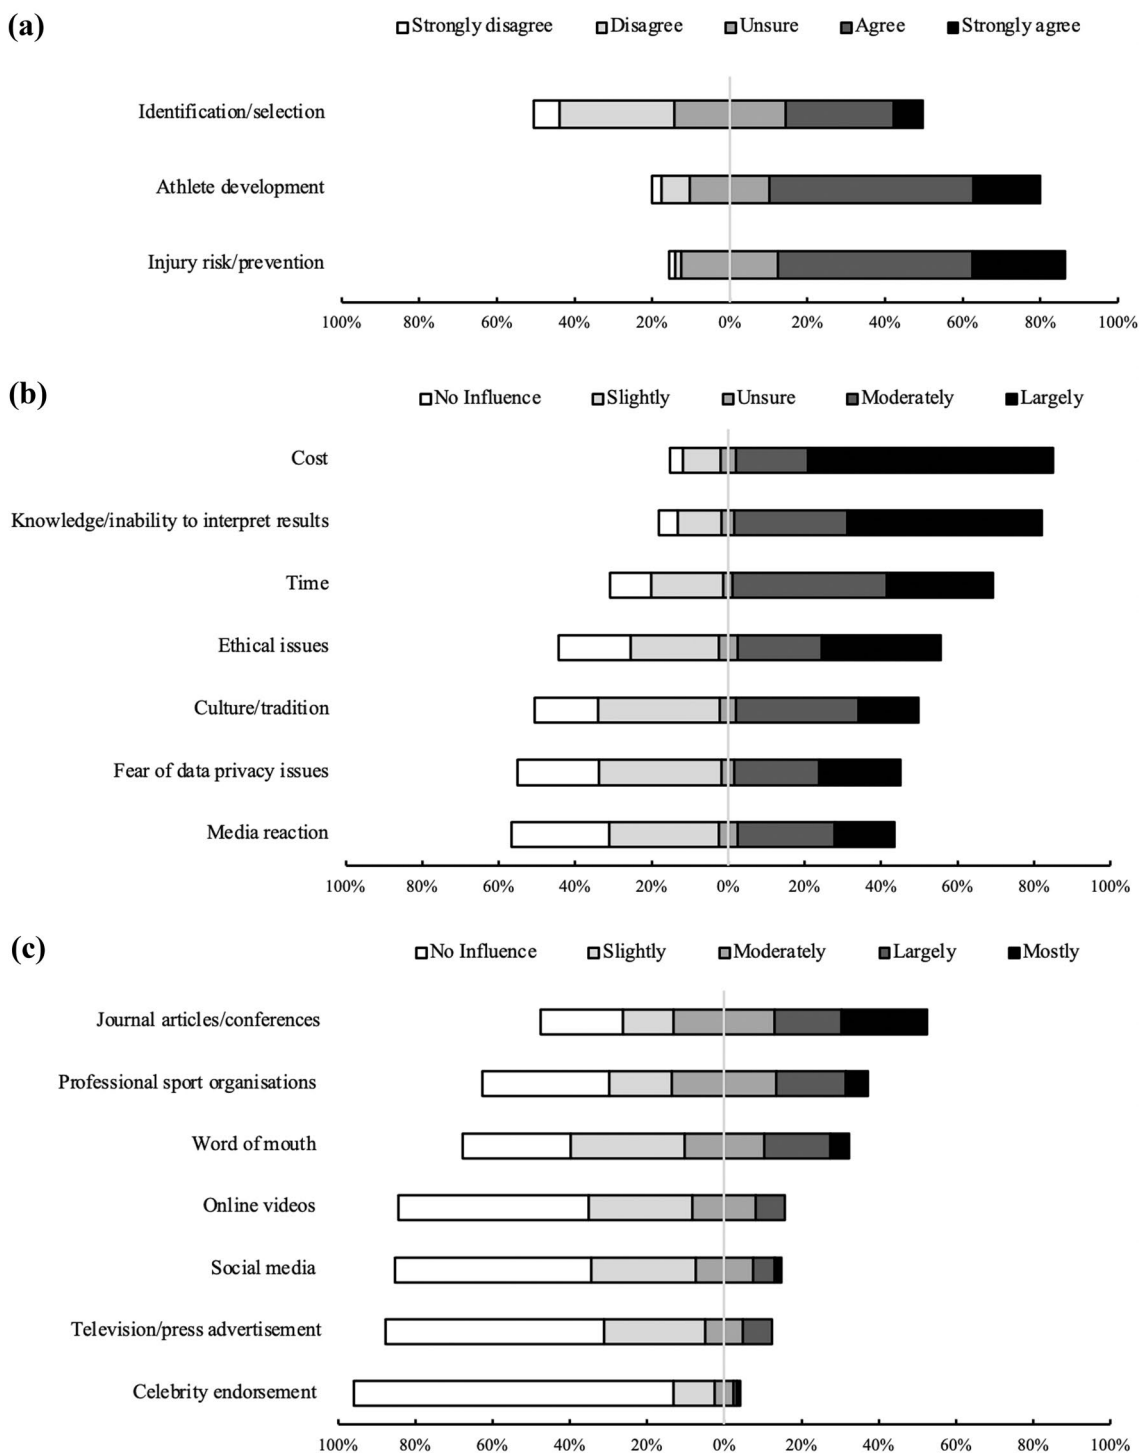 (a)
Strongly disagree Disagree Unsure Agree Strongly agree
Identification/selection
Athlete development
Injury risk/prevention
100% 80% 60% 40% 20% 0% 20% 40% 60% 80% 100%
(b)
No Influence Slightly Unsure Moderately Largely
Cost
Knowledge/inability to interpret results
Time
Ethical issues
Culture/tradition
Fear of data privacy issues
Media reaction
100% 80% 60% 40% 20% 0% 20% 40% 60% 80% 100%
(c)
No Influence Slightly Moderately Largely Mostly
Journal articles/conferences
Professional sport organisations
Word of mouth
Online videos
Social media
Television/press advertisement
Celebrity endorsement
100% 80% 60% 40% 20% 0% 20% 40% 60% 80% 100%